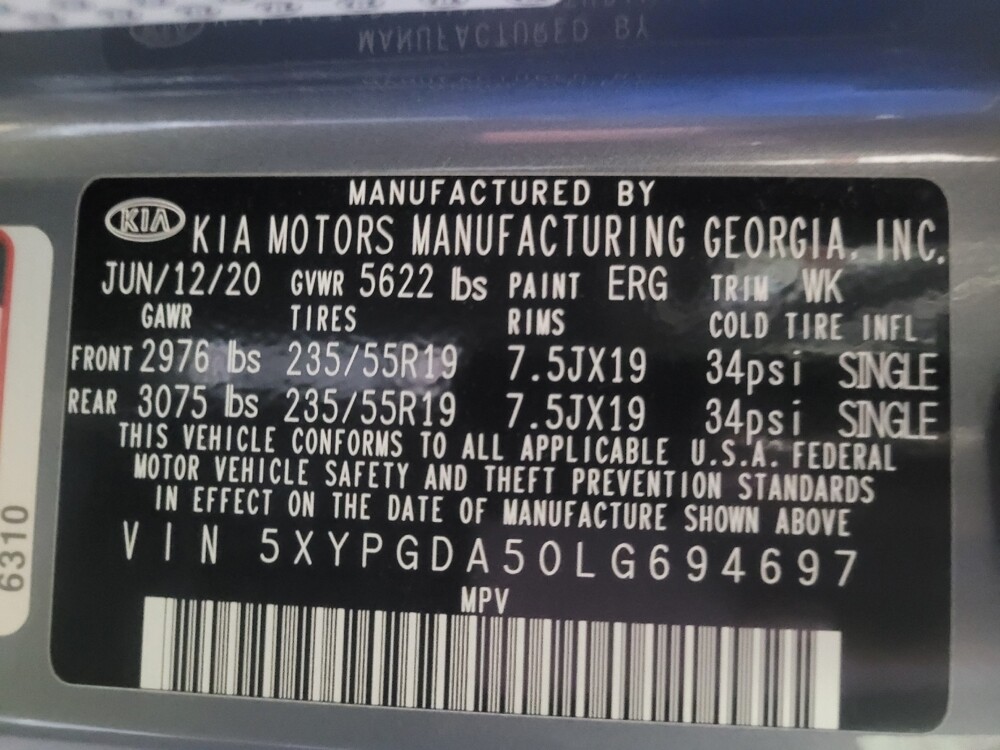 MANUFACTURED BY
KIA KIA MOTORS MANUFACTURING GEORGIA, INC.
JUN/12/20 GVWR 5622 lbs PAINT ERG TRIM WK
GAWR TIRES RIMS COLD TIRE INFL
FRONT 2976 lbs 235/55R19 7.5JX19 34psi SINGLE
REAR 3075 lbs 235/55R19 7.5JX19 34psi SINGLE
THIS VEHICLE CONFORMS TO ALL APPLICABLE U.S.A. FEDERAL
MOTOR VEHICLE SAFETY AND THEFT PREVENTION STANDARDS
IN EFFECT ON THE DATE OF MANUFACTURE SHOWN ABOVE
VIN 5XYPGDA50LG694697
MPV
6310